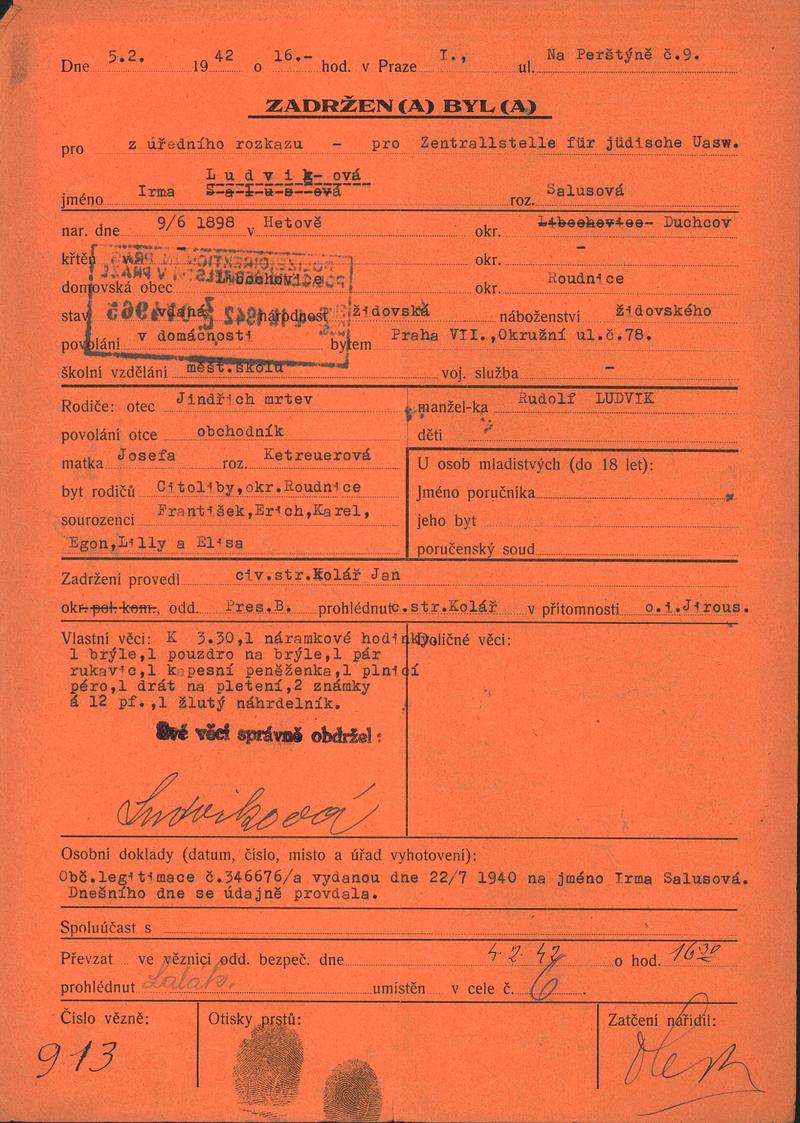 Dne 5.2. 1942 o 16.- hod. v Praze I., ul. Na Perštýně č.9.
ZADRŽEN(A) BYL(A)
pro z úředního rozkazu - pro Zentrallstelle für jüdische Uasw.
L u d v i k- ová
jméno Irma S-a-l-u-s--ová roz. Salusová
nar. dne 9/6 1898 v Hetově okr. Libochovice- Duchcov
křtěn okr. -
domovská obec Libochovice okr. Roudnice
stav vdaná národnost židovská náboženství židovského
povolání v domácnosti bytem Praha VII.,Okružní ul.č.78.
školní vzdělání měšt.školu voj. služba -
Rodiče: otec Jindřich mrtev
povolání otce obchodník
matka Josefa roz. Ketreuerová
byt rodičů Citoliby,okr.Roudnice
sourozenci František,Erich,Karel,
Egon,Lilly a Elsa
manžel-ka Rudolf LUDVIK
děti
U osob mladistvých (do 18 let):
Jméno poručníka
jeho byt
poručenský soud
Zadržení provedl civ.str.Kolář Jan
okr. pol. kom., odd. Pres.B. prohlédnut c.str.Kolář v přítomnosti o.i.Jirous.
Vlastní věci: K 3.30,1 náramkové hodinky,
1 brýle,1 pouzdro na brýle,1 pár
rukavic,1 kapesní peněženka,1 plnicí
péro,1 drát na pletení,2 známky
á 12 pf.,1 žlutý náhrdelník.
Doličné věci:
Své věci správně obdržel:
Ludviková
Osobní doklady (datum, číslo, místo a úřad vyhotovení):
Obč.legitimace č.346676/a vydanou dne 22/7 1940 na jméno Irma Salusová.
Dnešního dne se údajně provdala.
Spoluúčast s
Převzat ve věznici odd. bezpeč. dne 5. 2. 42 o hod. 16 30
prohlédnut umístěn v cele č. 6.
Číslo vězně: Otisky prstů: Zatčení nařídil:
913